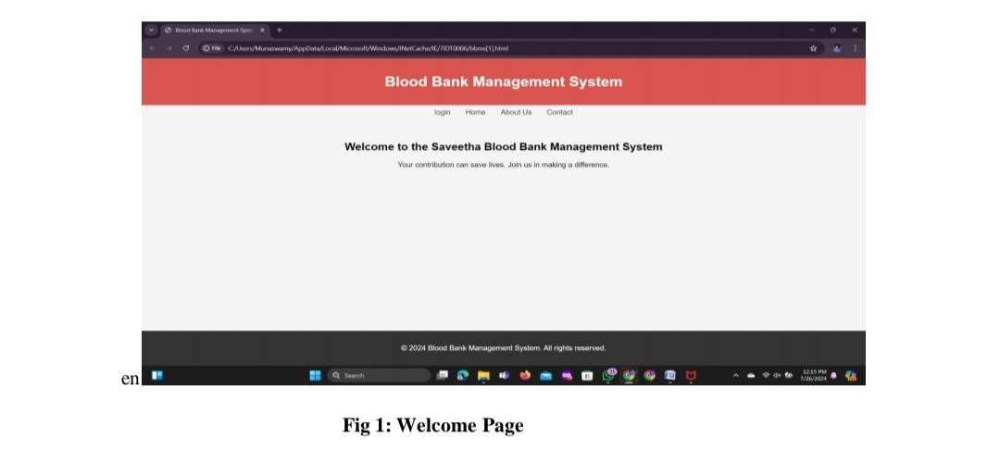 Blood Bank Management Syst
File C:/Users/Munaswamy/AppData/Local/Microsoft/Windows/INetCache/IE/7IDT0006/bbms[1].html
Blood Bank Management System
login Home About Us Contact
Welcome to the Saveetha Blood Bank Management System
Your contribution can save lives. Join us in making a difference.
© 2024 Blood Bank Management System. All rights reserved.
en
Search
12:15 PM
7/26/2024
Fig 1: Welcome Page